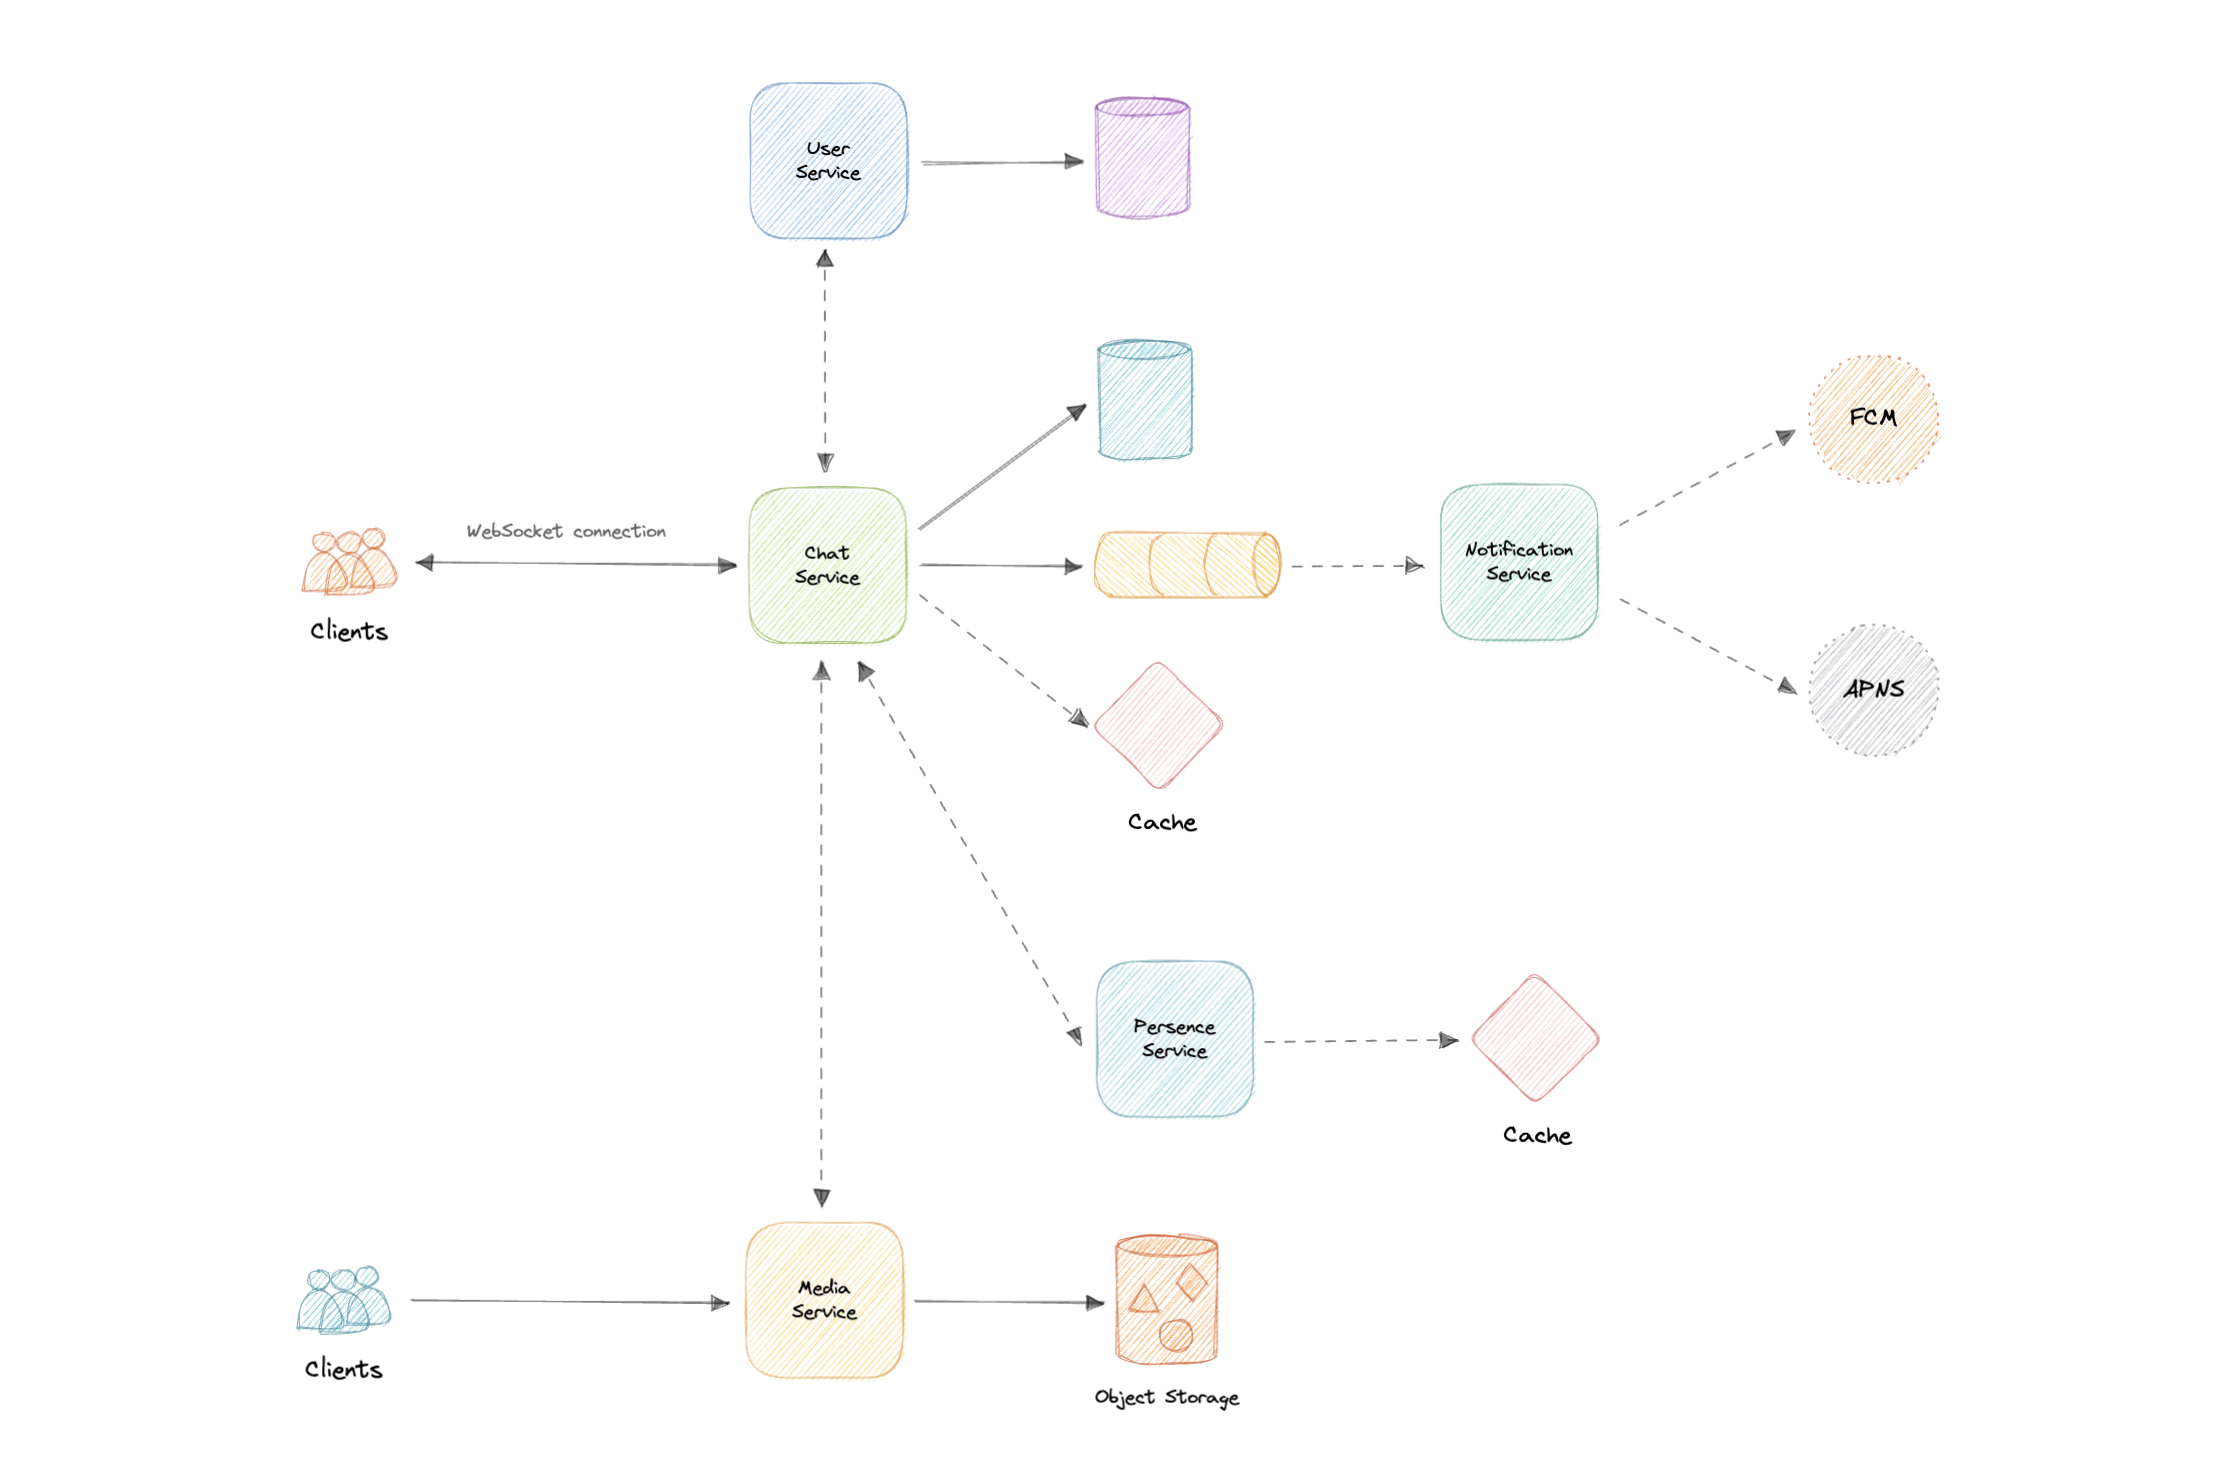 User
Service
FCM
WebSocket connection
Chat
Service
Notification
Service
Clients
APNS
Cache
Persence
Service
Cache
Media
Service
Clients
Object Storage